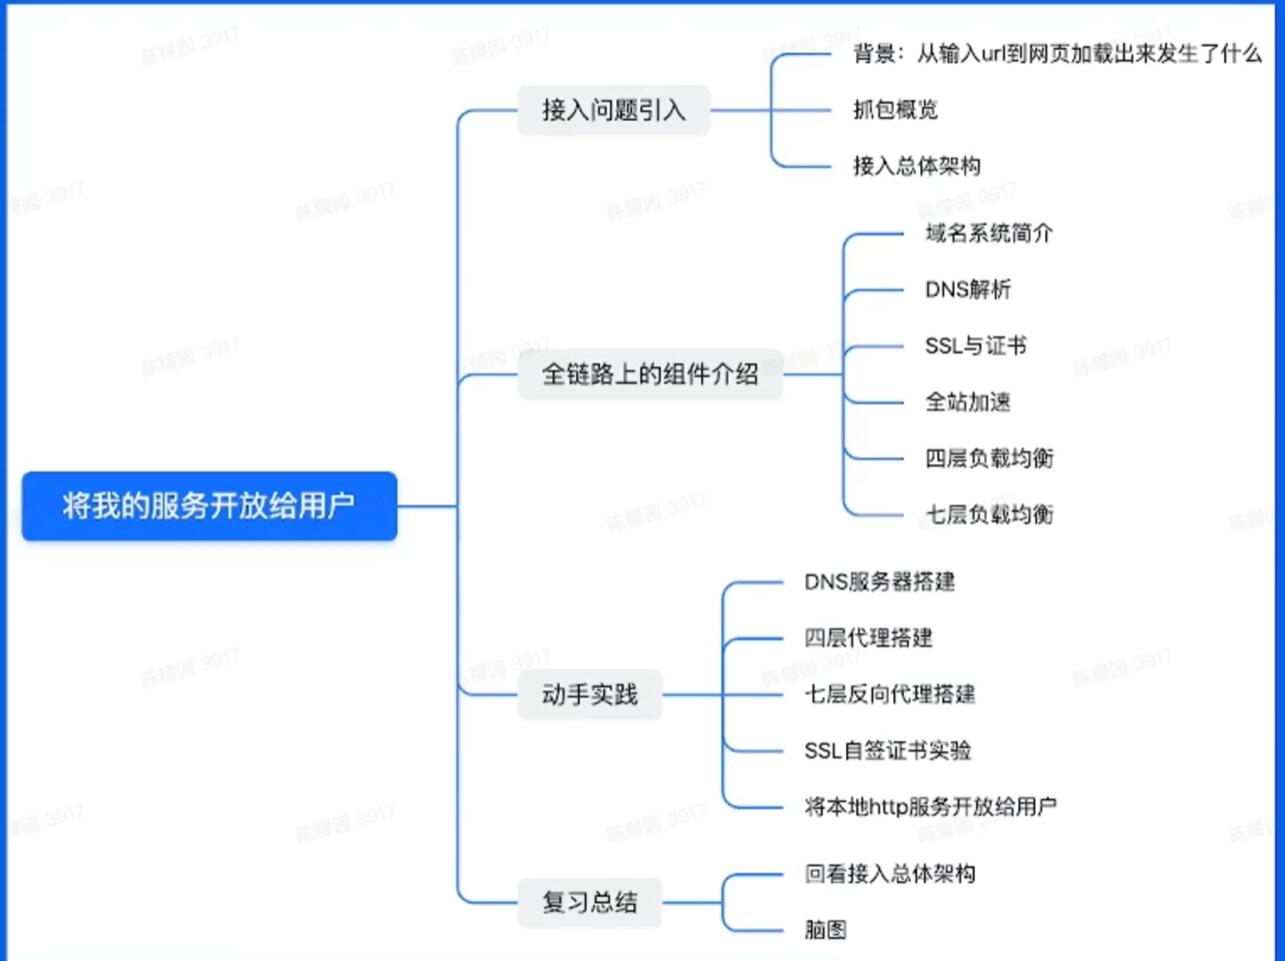 将我的服务开放给用户
接入问题引入
背景：从输入url到网页加载出来发生了什么
抓包概览
接入总体架构
全链路上的组件介绍
域名系统简介
DNS解析
SSL与证书
全站加速
四层负载均衡
七层负载均衡
动手实践
DNS服务器搭建
四层代理搭建
七层反向代理搭建
SSL自签证书实验
将本地http服务开放给用户
复习总结
回看接入总体架构
脑图